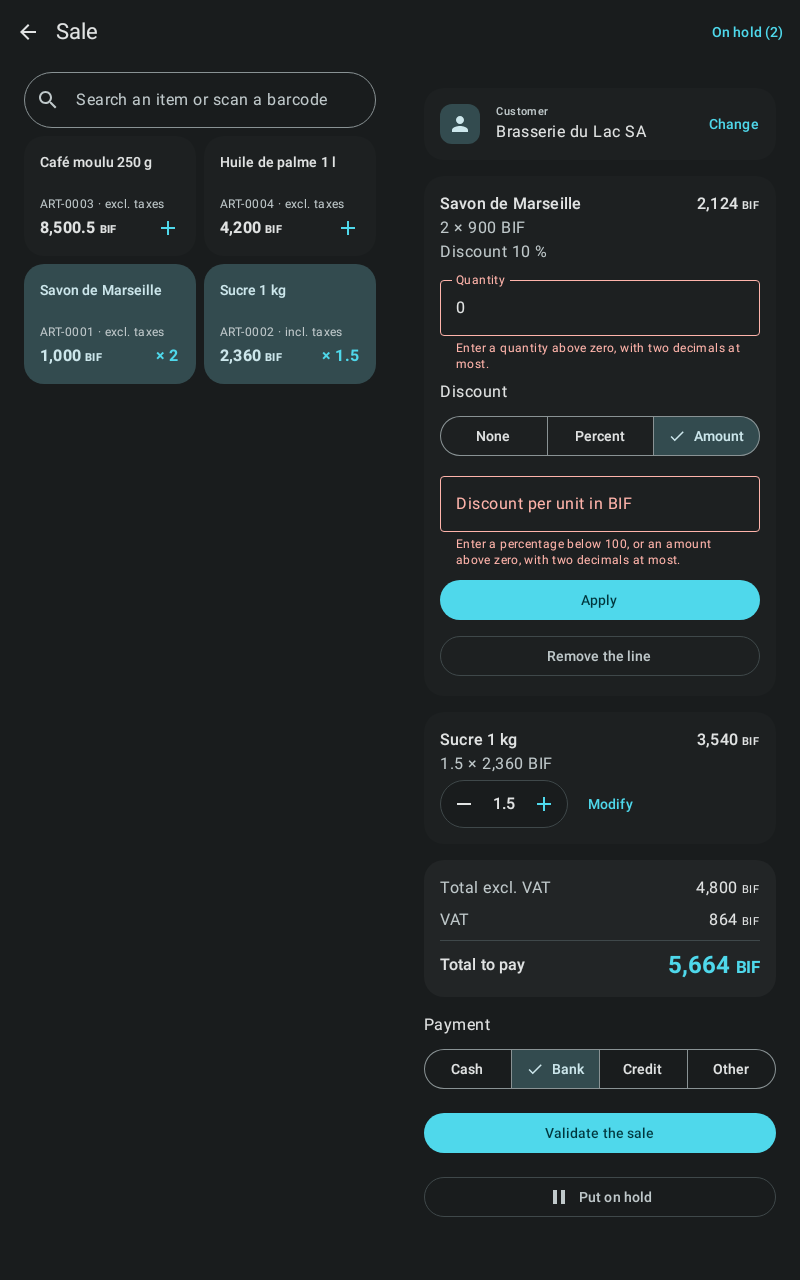 Sale
On hold (2)
Search an item or scan a barcode
Café moulu 250 g
ART-0003 · excl. taxes
8,500.5 BIF
Huile de palme 1 l
ART-0004 · excl. taxes
4,200 BIF
Savon de Marseille
ART-0001 · excl. taxes
1,000 BIF × 2
Sucre 1 kg
ART-0002 · incl. taxes
2,360 BIF × 1.5
Customer
Brasserie du Lac SA
Change
Savon de Marseille 2,124 BIF
2 × 900 BIF
Discount 10 %
Quantity
0
Enter a quantity above zero, with two decimals at
most.
Discount
None Percent Amount
Discount per unit in BIF
Enter a percentage below 100, or an amount
above zero, with two decimals at most.
Apply
Remove the line
Sucre 1 kg 3,540 BIF
1.5 × 2,360 BIF
1.5 Modify
Total excl. VAT 4,800 BIF
VAT 864 BIF
Total to pay 5,664 BIF
Payment
Cash Bank Credit Other
Validate the sale
Put on hold